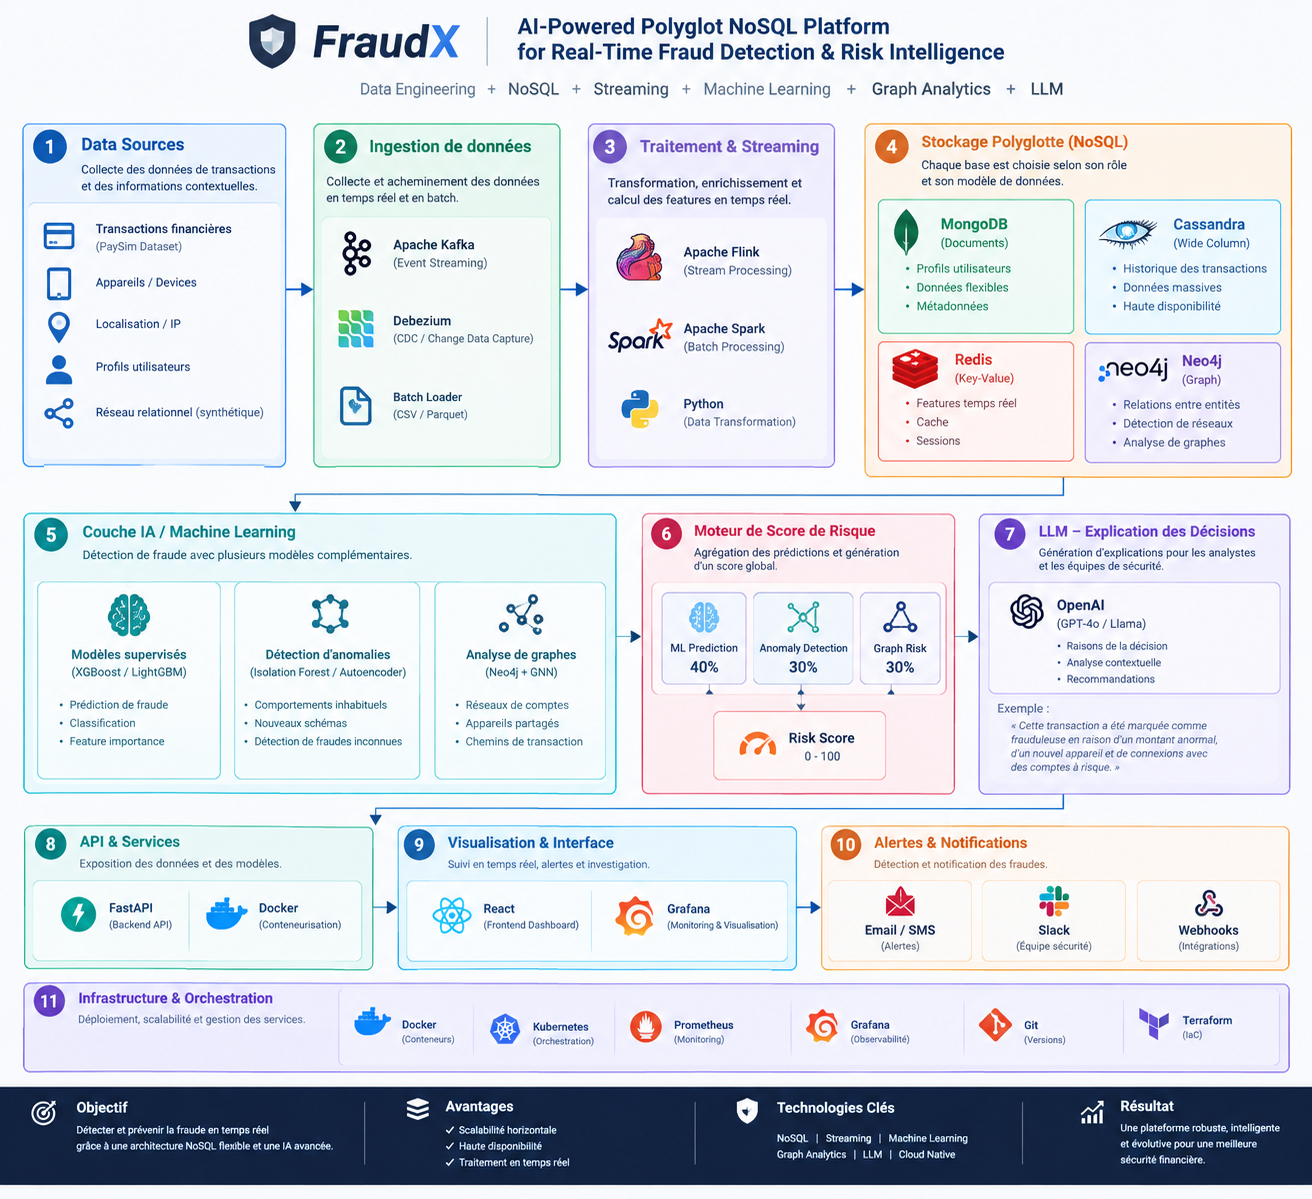 FraudX
AI-Powered Polyglot NoSQL Platform
for Real-Time Fraud Detection & Risk Intelligence
Data Engineering + NoSQL + Streaming + Machine Learning + Graph Analytics + LLM
1 Data Sources
Collecte des données de transactions
et des informations contextuelles.
Transactions financières
(PaySim Dataset)
Appareils / Devices
Localisation / IP
Profils utilisateurs
Réseau relationnel (synthétique)
2 Ingestion de données
Collecte et acheminement des données
en temps réel et en batch.
Apache Kafka
(Event Streaming)
Debezium
(CDC / Change Data Capture)
Batch Loader
(CSV / Parquet)
3 Traitement & Streaming
Transformation, enrichissement et
calcul des features en temps réel.
Apache Flink
(Stream Processing)
Spark
Apache Spark
(Batch Processing)
Python
(Data Transformation)
4 Stockage Polyglotte (NoSQL)
Chaque base est choisie selon son rôle
et son modèle de données.
MongoDB
(Documents)
• Profils utilisateurs
• Données flexibles
• Métadonnées
Cassandra
(Wide Column)
• Historique des transactions
• Données massives
• Haute disponibilité
Redis
(Key-Value)
• Features temps réel
• Cache
• Sessions
neo4j
Neo4j
(Graph)
• Relations entre entitès
• Détection de réseaux
• Analyse de graphes
5 Couche IA / Machine Learning
Détection de fraude avec plusieurs modèles complémentaires.
Modèles supervisés
(XGBoost / LightGBM)
• Prédiction de fraude
• Classification
• Feature importance
Détection d'anomalies
(Isolation Forest / Autoencoder)
• Comportements inhabituels
• Nouveaux schémas
• Détection de fraudes inconnues
Analyse de graphes
(Neo4j + GNN)
• Réseaux de comptes
• Appareils partagés
• Chemins de transaction
6 Moteur de Score de Risque
Agrégation des prédictions et génération
d'un score global.
ML Prediction
40%
Anomaly Detection
30%
Graph Risk
30%
Risk Score
0 - 100
7 LLM – Explication des Décisions
Génération d'explications pour les analystes
et les équipes de sécurité.
OpenAI
(GPT-4o / Llama)
• Raisons de la décision
• Analyse contextuelle
• Recommandations
Exemple :
« Cette transaction a été marquée comme
frauduleuse en raison d'un montant anormal,
d'un nouvel appareil et de connexions avec
des comptes à risque. »
8 API & Services
Exposition des données et des modèles.
FastAPI
(Backend API)
Docker
(Conteneurisation)
9 Visualisation & Interface
Suivi en temps réel, alertes et investigation.
React
(Frontend Dashboard)
Grafana
(Monitoring & Visualisation)
10 Alertes & Notifications
Détection et notification des fraudes.
Email / SMS
(Alertes)
Slack
(Équipe sécurité)
Webhooks
(Intégrations)
11 Infrastructure & Orchestration
Déploiement, scalabilité et gestion des services.
Docker
(Conteneurs)
Kubernetes
(Orchestration)
Prometheus
(Monitoring)
Grafana
(Observabilité)
Git
(Versions)
Terraform
(IaC)
Objectif
Détecter et prévenir la fraude en temps réel
grâce à une architecture NoSQL flexible et une IA avancée.
Avantages
✓ Scalabilité horizontale
✓ Haute disponibilité
✓ Traitement en temps réel
Technologies Clés
NoSQL | Streaming | Machine Learning
Graph Analytics | LLM | Cloud Native
Résultat
Une plateforme robuste, intelligente
et évolutive pour une meilleure
sécurité financière.